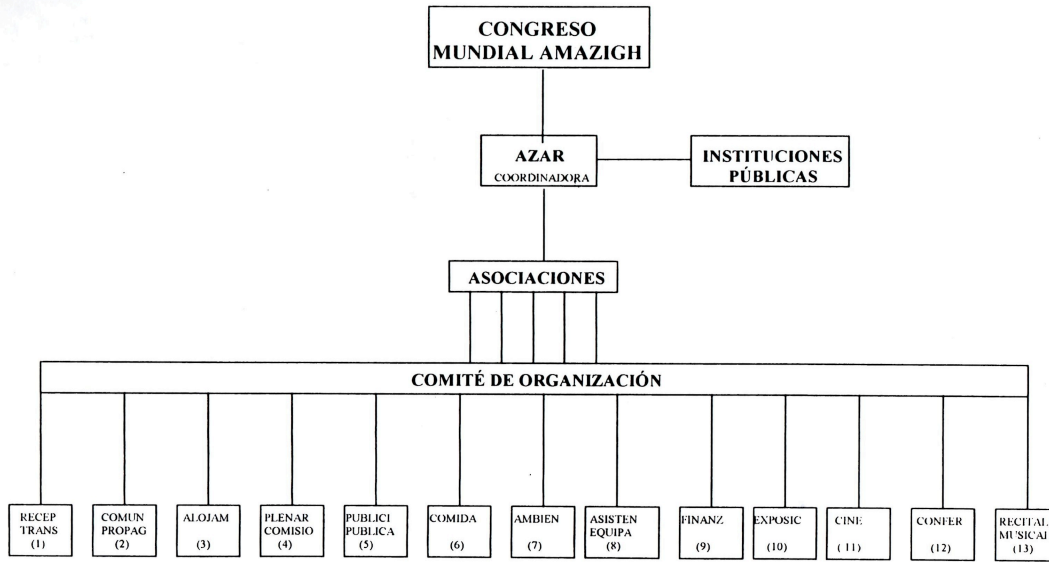 CONGRESO
MUNDIAL AMAZIGH
AZAR
COORDINADORA
INSTITUCIONES
PÚBLICAS
ASOCIACIONES
COMITÉ DE ORGANIZACIÓN
RECEP
TRANS
(1)
COMUN
PROPAG
(2)
ALOJAM
(3)
PLENAR
COMISIO
(4)
PUBLICI
PUBLICA
(5)
COMIDA
(6)
AMBIEN
(7)
ASISTEN
EQUIPA
(8)
FINANZ
(9)
EXPOSIC
(10)
CINE
(11)
CONFER
(12)
RECITAL
MUSICAL
(13)